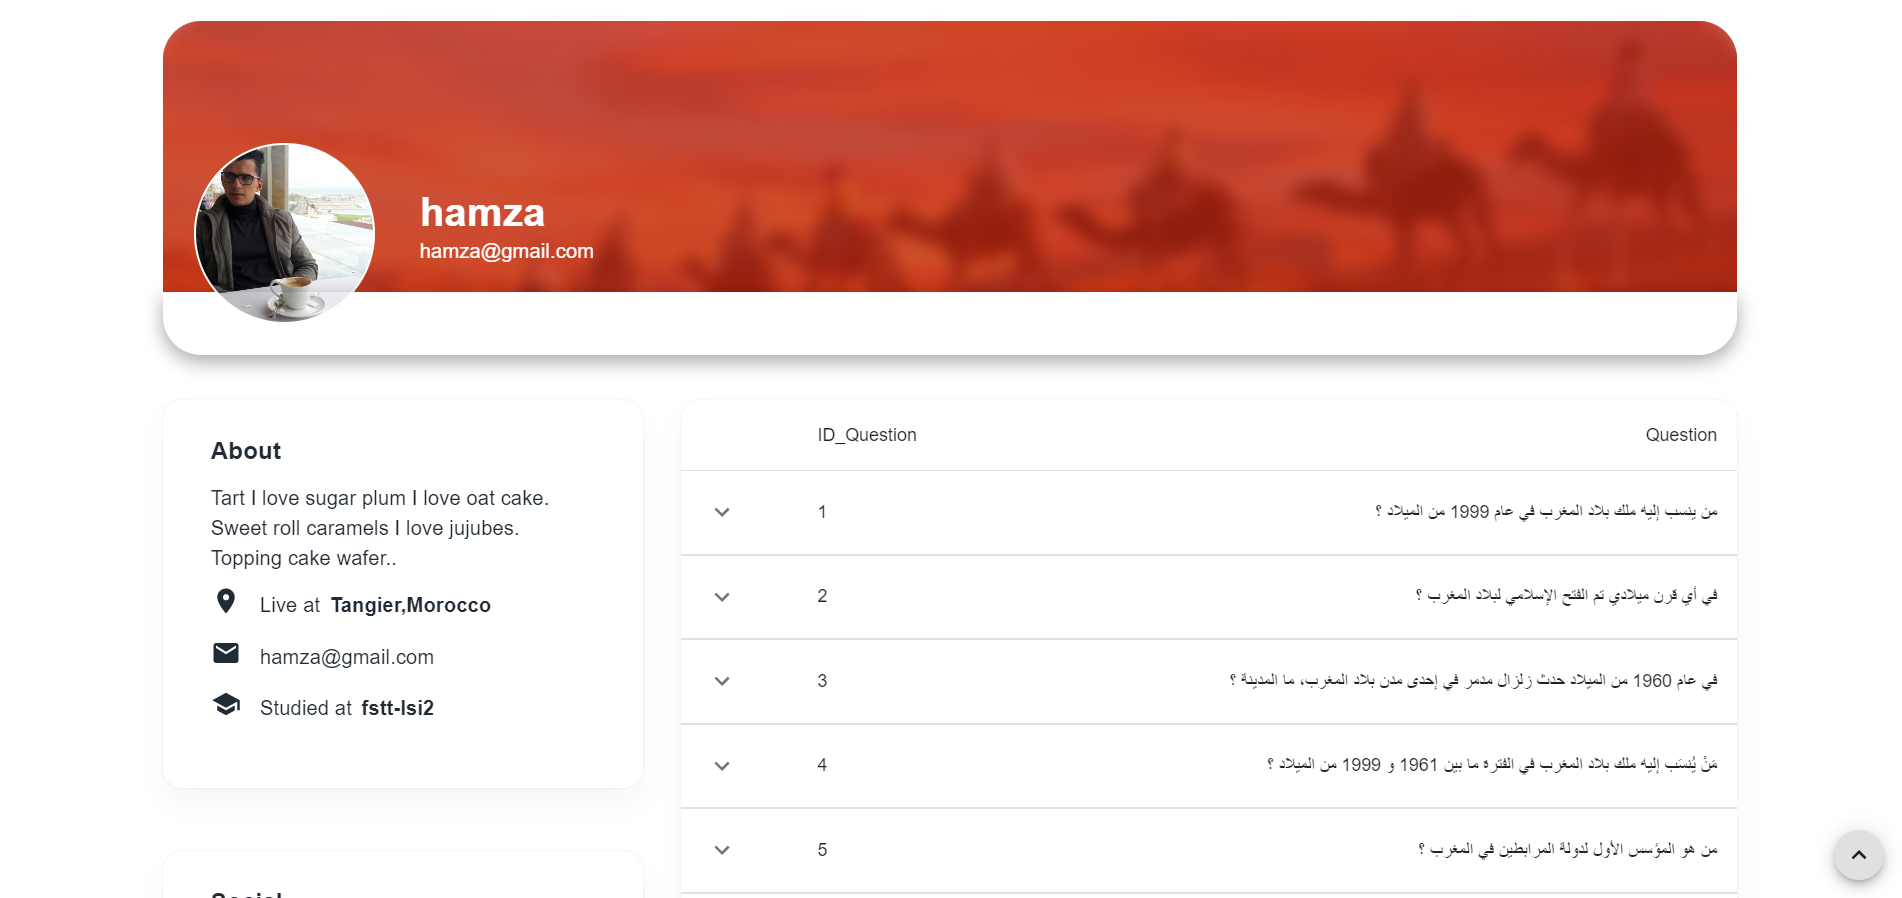 hamza
hamza@gmail.com
About
Tart I love sugar plum I love oat cake.
Sweet roll caramels I love jujubes.
Topping cake wafer..
Live at Tangier,Morocco
hamza@gmail.com
Studied at fstt-lsi2
Social
ID_Question Question
1 من ينسب إليه ملك بلاد المغرب في عام 1999 من الميلاد ؟
2 في أي قرن ميلادي تم الفتح الإسلامي لبلاد المغرب ؟
3 في عام 1960 من الميلاد حدث زلزال مدمر في إحدى مدن بلاد المغرب، ما المدينة ؟
4 مَنْ يُنسَب إليه ملك بلاد المغرب في الفترة ما بين 1961 و 1999 من الميلاد ؟
5 من هو المؤسس الأول لدولة المرابطين في المغرب ؟